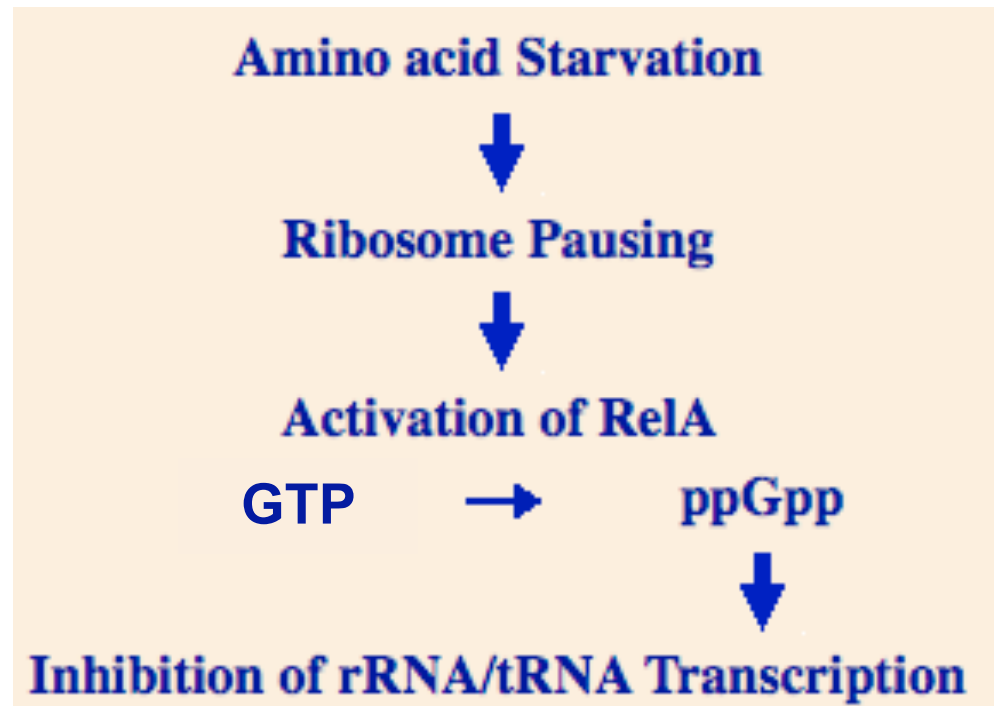 Amino acid Starvation
Ribosome Pausing
Activation of RelA
GTP ppGpp
Inhibition of rRNA/tRNA Transcription